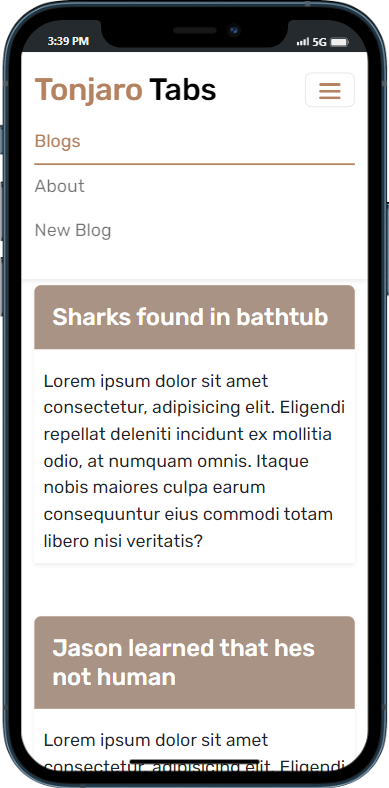 3:39 PM 5G
Tonjaro Tabs
Blogs
About
New Blog
Sharks found in bathtub
Lorem ipsum dolor sit amet
consectetur, adipisicing elit. Eligendi
repellat deleniti incidunt ex mollitia
odio, at numquam omnis. Itaque
nobis maiores culpa earum
consequuntur eius commodi totam
libero nisi veritatis?
Jason learned that hes
not human
Lorem ipsum dolor sit amet
consectetur, adipisicing elit. Eligendi